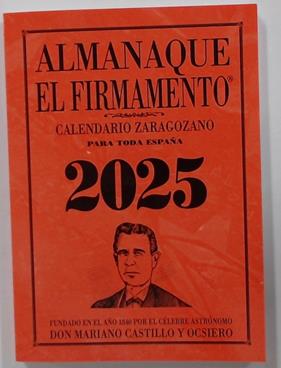 ALMANAQUE
EL FIRMAMENTO®
CALENDARIO ZARAGOZANO
PARA TODA ESPAÑA
2025
FUNDADO EN EL AÑO 1840 POR EL CÉLEBRE ASTRÓNOMO
DON MARIANO CASTILLO Y OCSIERO